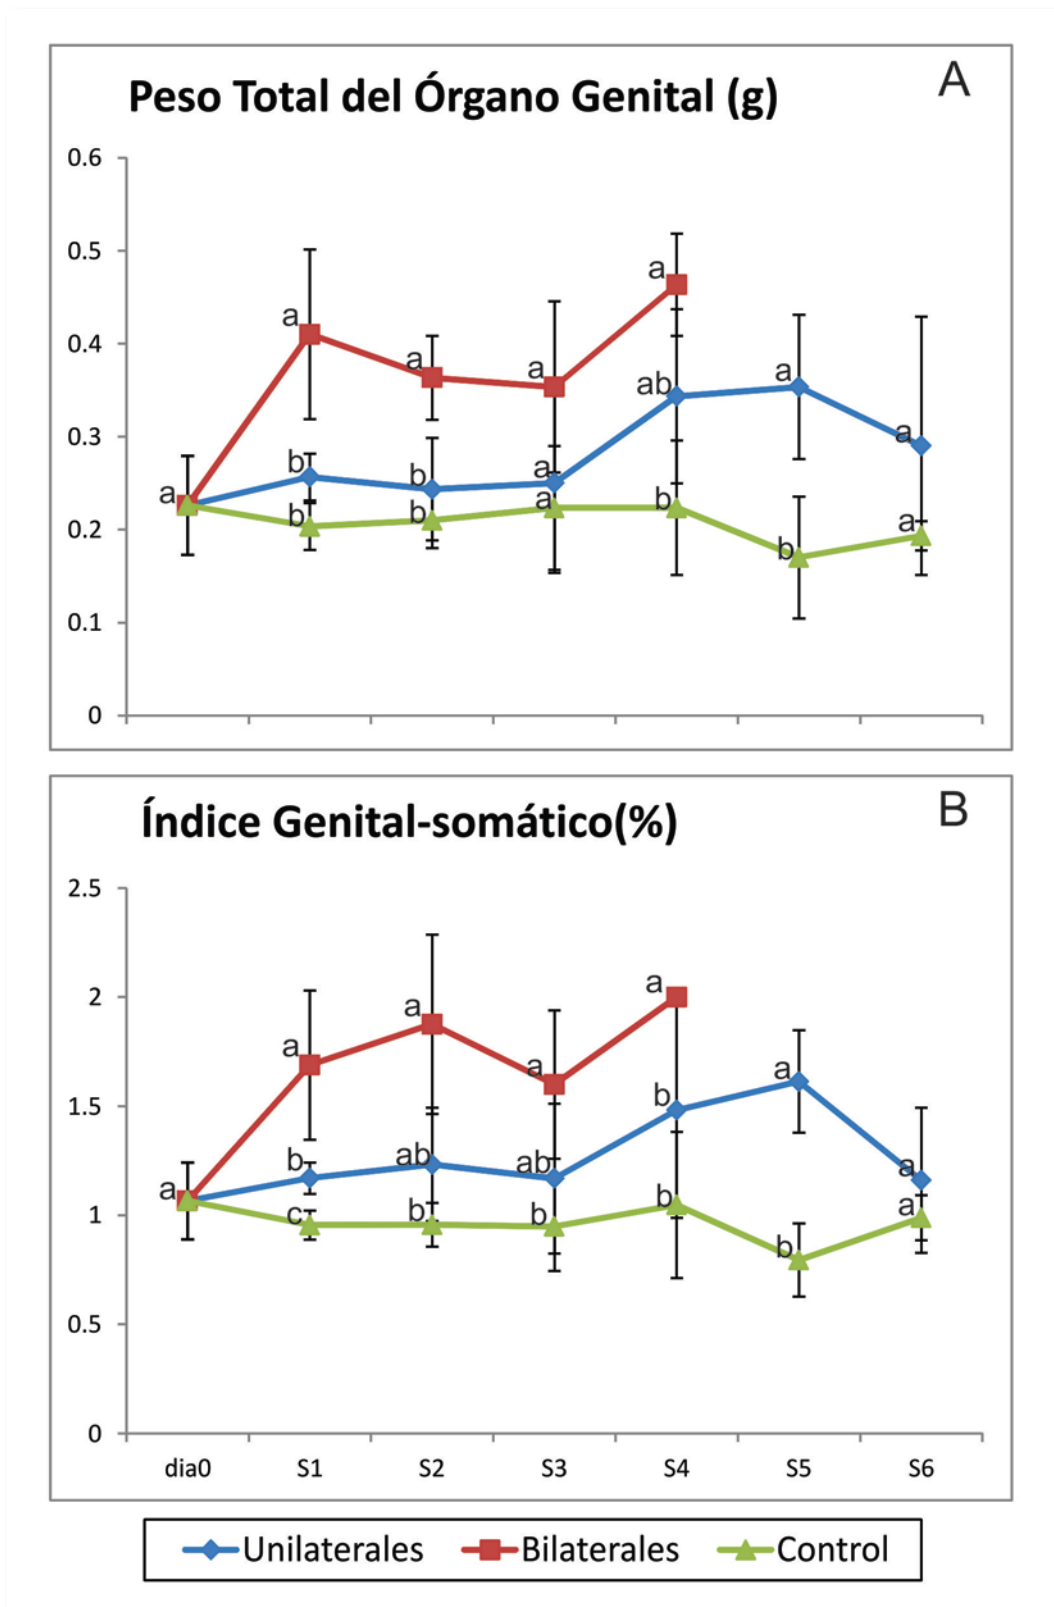 A
Peso Total del Órgano Genital (g)
0.6
0.5
0.4
0.3
0.2
0.1
0
a a a a a
a b b a ab a a
b b a b b a
B
Índice Genital-somático(%)
2.5
2
1.5
1
0.5
0
a a a a
a b ab ab b a a
c b b b b a
dia0 S1 S2 S3 S4 S5 S6
Unilaterales Bilaterales Control